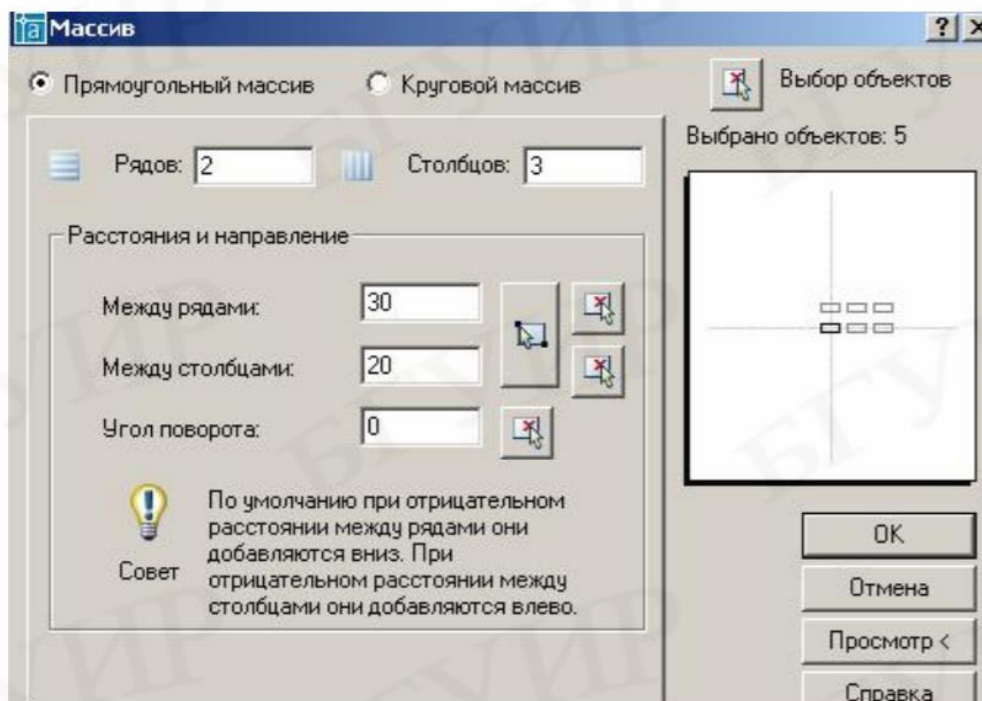 Массив
Прямоугольный массив
Круговой массив
Выбор объектов
Выбрано объектов: 5
Рядов: 2
Столбцов: 3
Расстояния и направление
Между рядами: 30
Между столбцами: 20
Угол поворота: 0
Совет
По умолчанию при отрицательном
расстоянии между рядами они
добавляются вниз. При
отрицательном расстоянии между
столбцами они добавляются влево.
OK
Отмена
Просмотр <
Справка
БГУИР